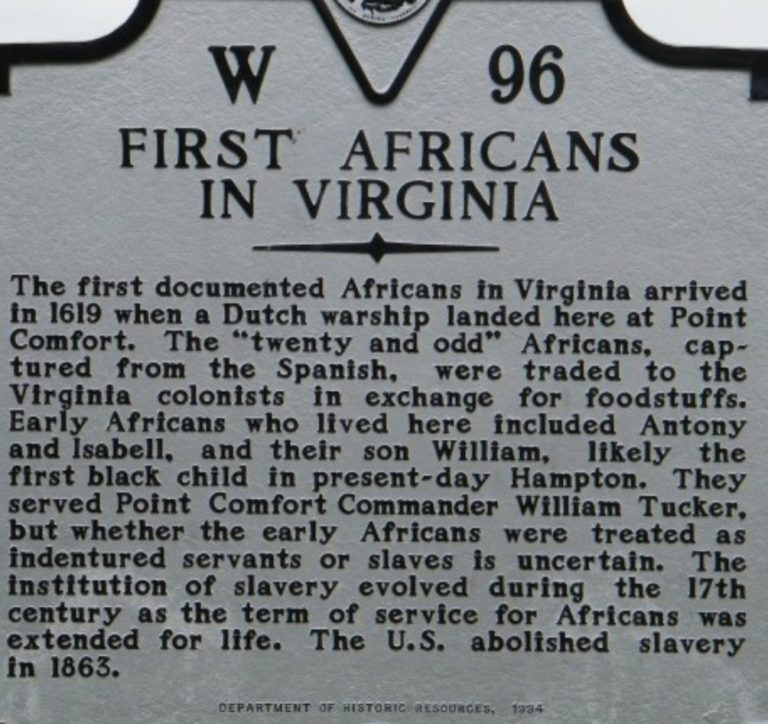 W 96
FIRST AFRICANS
IN VIRGINIA
The first documented Africans in Virginia arrived
in 1619 when a Dutch warship landed here at Point
Comfort. The "twenty and odd" Africans, cap-
tured from the Spanish, were traded to the
Virginia colonists in exchange for foodstuffs.
Early Africans who lived here included Antony
and Isabell, and their son William, likely the
first black child in present-day Hampton. They
served Point Comfort Commander William Tucker,
but whether the early Africans were treated as
indentured servants or slaves is uncertain. The
institution of slavery evolved during the 17th
century as the term of service for Africans was
extended for life. The U.S. abolished slavery
in 1863.
DEPARTMENT OF HISTORIC RESOURCES, 1994